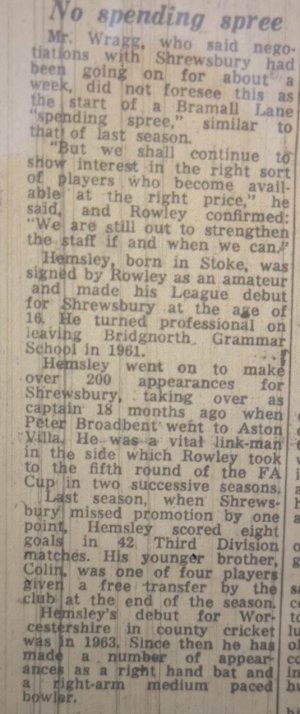 No spending spree
Mr. Wragg, who said nego-
tiations with Shrewsbury had
been going on for about a
week, did not foresee this as
the start of a Bramall Lane
"spending spree," similar to
that of last season.
"But we shall continue to
show interest in the right sort
of players who become avail-
able at the right price," he
said, and Rowley confirmed:
"We are still out to strengthen
the staff if and when we can."
Hemsley, born in Stoke, was
signed by Rowley as an amateur
and made his League debut
for Shrewsbury at the age of
16. He turned professional on
leaving Bridgnorth Grammar
School in 1961.
Hemsley went on to make
over 200 appearances for
Shrewsbury, taking over as
captain 18 months ago when
Peter Broadbent went to Aston
Villa. He was a vital link-man
in the side which Rowley took
to the fifth round of the FA
Cup in two successive seasons.
Last season, when Shrews-
bury missed promotion by one
point, Hemsley scored eight
goals in 42 Third Division
matches. His younger brother,
Colin, was one of four players
given a free transfer by the
club at the end of the season.
Hemsley's debut for Wor-
cestershire in county cricket
was in 1963. Since then he has
made a number of appear-
ances as a right hand bat and
a right-arm medium paced
bowler.